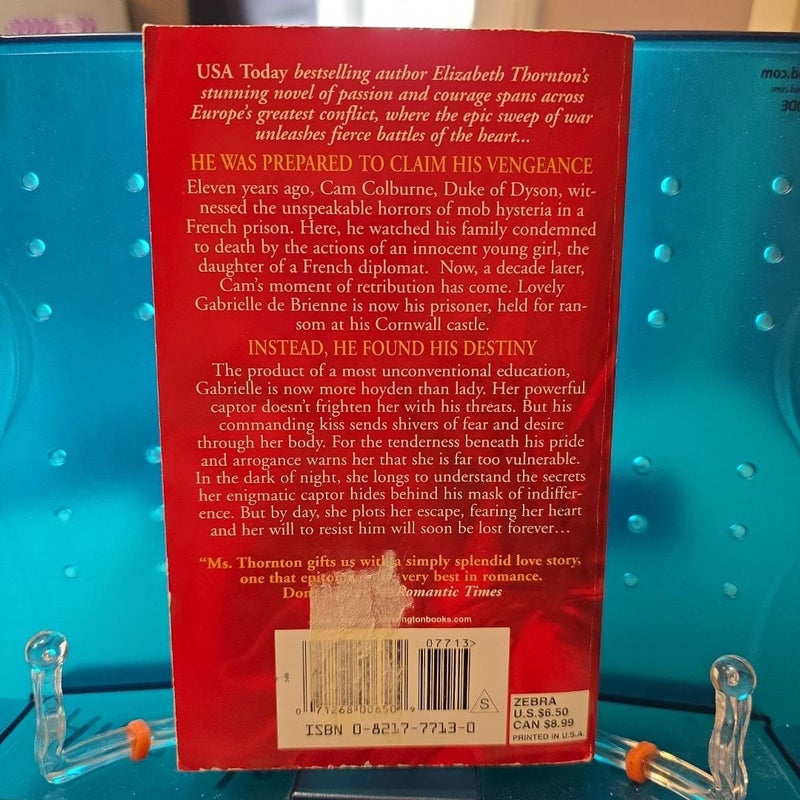 USA Today bestselling author Elizabeth Thornton's
stunning novel of passion and courage spans across
Europe's greatest conflict, where the epic sweep of war
unleashes fierce battles of the heart...
HE WAS PREPARED TO CLAIM HIS VENGEANCE
Eleven years ago, Cam Colburne, Duke of Dyson, wit-
nessed the unspeakable horrors of mob hysteria in a
French prison. Here, he watched his family condemned
to death by the actions of an innocent young girl, the
daughter of a French diplomat. Now, a decade later,
Cam's moment of retribution has come. Lovely
Gabrielle de Brienne is now his prisoner, held for ran-
som at his Cornwall castle.
INSTEAD, HE FOUND HIS DESTINY
The product of a most unconventional education,
Gabrielle is now more hoyden than lady. Her powerful
captor doesn't frighten her with his threats. But his
commanding kiss sends shivers of fear and desire
through her body. For the tenderness beneath his pride
and arrogance warns her that she is far too vulnerable.
In the dark of night, she longs to understand the secrets
her enigmatic captor hides behind his mask of indiffer-
ence. But by day, she plots her escape, fearing her heart
and her will to resist him will soon be lost forever...
"Ms. Thornton gifts us with a simply splendid love story,
one that very best in romance.
Romantic Times
07713>
0 71268 00650 9
S
ISBN 0-8217-7713-0
ZEBRA
U.S.$6.50
CAN $8.99
PRINTED IN U.S.A.